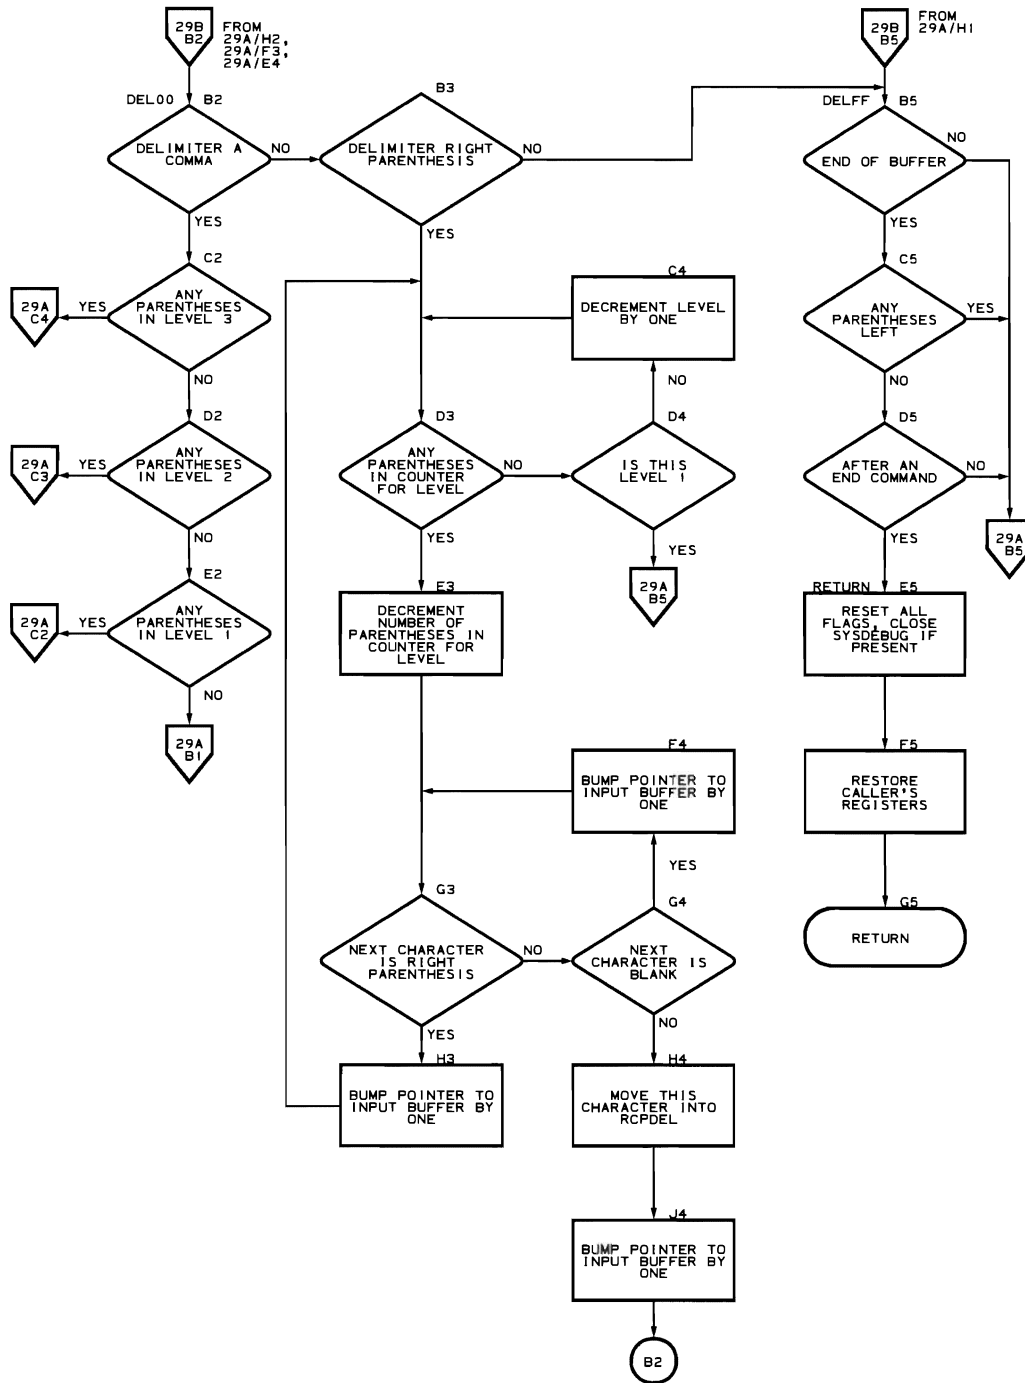 29B
B2
FROM
29A/H2,
29A/F3,
29A/E4
DEL00
B2
DELIMITER A
COMMA
NO
YES
B3
DELIMITER RIGHT
PARENTHESIS
NO
YES
29B
B5
FROM
29A/H1
DELFF
B5
END OF BUFFER
NO
YES
C2
ANY
PARENTHESES
IN LEVEL 3
YES
29A
C4
NO
C4
DECREMENT LEVEL
BY ONE
NO
C5
ANY
PARENTHESES
LEFT
YES
NO
D2
ANY
PARENTHESES
IN LEVEL 2
YES
29A
C3
NO
D3
ANY
PARENTHESES
IN COUNTER
FOR LEVEL
NO
YES
D4
IS THIS
LEVEL 1
YES
29A
B5
D5
AFTER AN
END COMMAND
NO
YES
29A
B5
E2
ANY
PARENTHESES
IN LEVEL 1
YES
29A
C2
NO
29A
B1
E3
DECREMENT
NUMBER OF
PARENTHESES IN
COUNTER FOR
LEVEL
RETURN
E5
RESET ALL
FLAGS, CLOSE
SYSDEBUG IF
PRESENT
F4
BUMP POINTER TO
INPUT BUFFER BY
ONE
YES
F5
RESTORE
CALLER'S
REGISTERS
G3
NEXT CHARACTER
IS RIGHT
PARENTHESIS
NO
YES
G4
NEXT
CHARACTER IS
BLANK
NO
G5
RETURN
H3
BUMP POINTER TO
INPUT BUFFER BY
ONE
H4
MOVE THIS
CHARACTER INTO
RCPDEL
J4
BUMP POINTER TO
INPUT BUFFER BY
ONE
B2